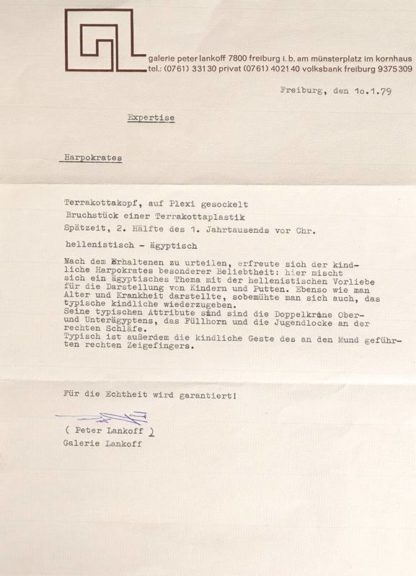 galerie peter lankoff 7800 freiburg i. b. am münsterplatz im kornhaus
tel.: (0761) 33130 privat (0761) 402140 volksbank freiburg 9375309
Freiburg, den 1o.1.79
Expertise
Harpokrates
Terrakottakopf, auf Plexi gesockelt
Bruchstück einer Terrakottaplastik
Spätzeit, 2. Hälfte des 1. Jahrtausends vor Chr.
hellenistisch - ägyptisch
Nach dem Erhaltenen zu urteilen, erfreute sich der kind-
liche Harpokrates besonderer Beliebtheit: hier mischt
sich ein ägyptisches Thema mit der hellenistischen Vorliebe
für die Darstellung von Kindern und Putten. Ebenso wie man
Alter und Krankheit darstellte, sobemühte man sich auch, das
typische kindliche wiederzugeben.
Seine typischen Attribute sind sind die Doppelkrone Ober-
und Unterägyptens, das Füllhorn und die Jugendlocke an der
rechten Schläfe.
Typisch ist außerdem die kindliche Geste des an den Mund geführ-
ten rechten Zeigefingers.
Für die Echtheit wird garantiert!
( Peter Lankoff )
Galerie Lankoff